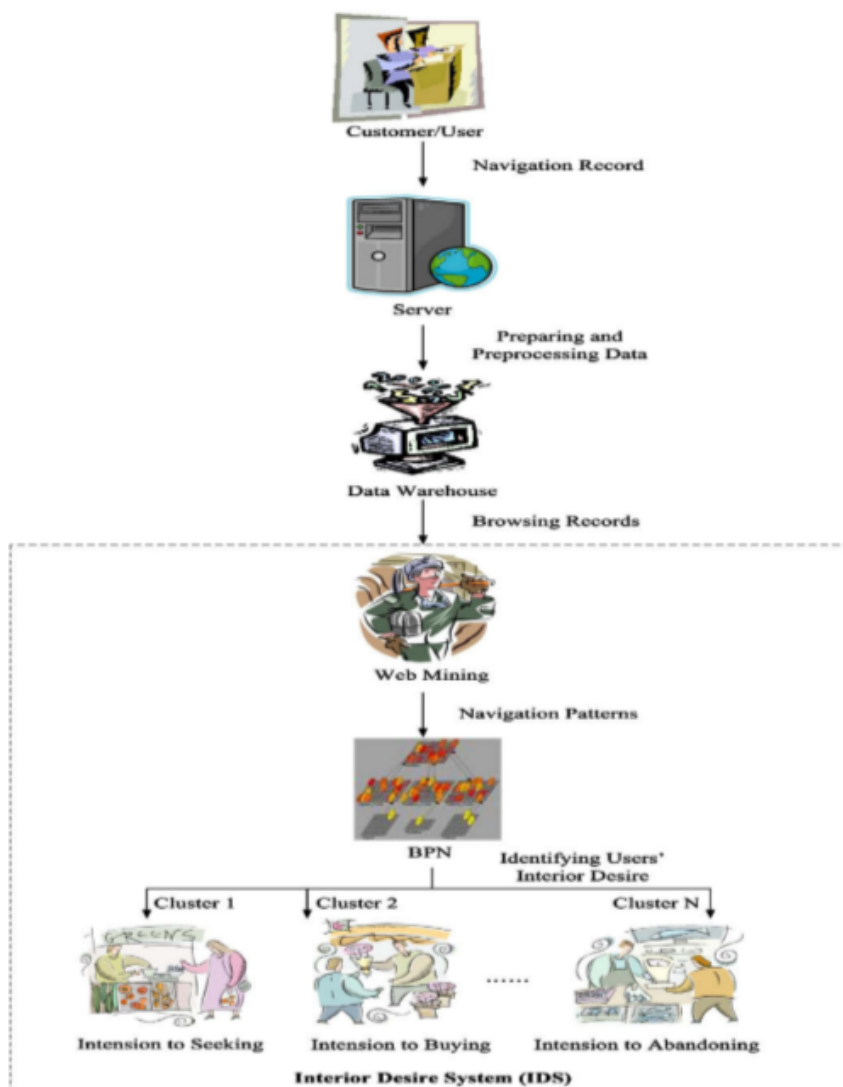 Customer/User
Navigation Record
Server
Preparing and
Preprocessing Data
Data Warehouse
Browsing Records
Web Mining
Navigation Patterns
BPN
Identifying Users'
Interior Desire
Cluster 1
Cluster 2
Cluster N
GREENS
......
Intension to Seeking
Intension to Buying
Intension to Abandoning
Interior Desire System (IDS)